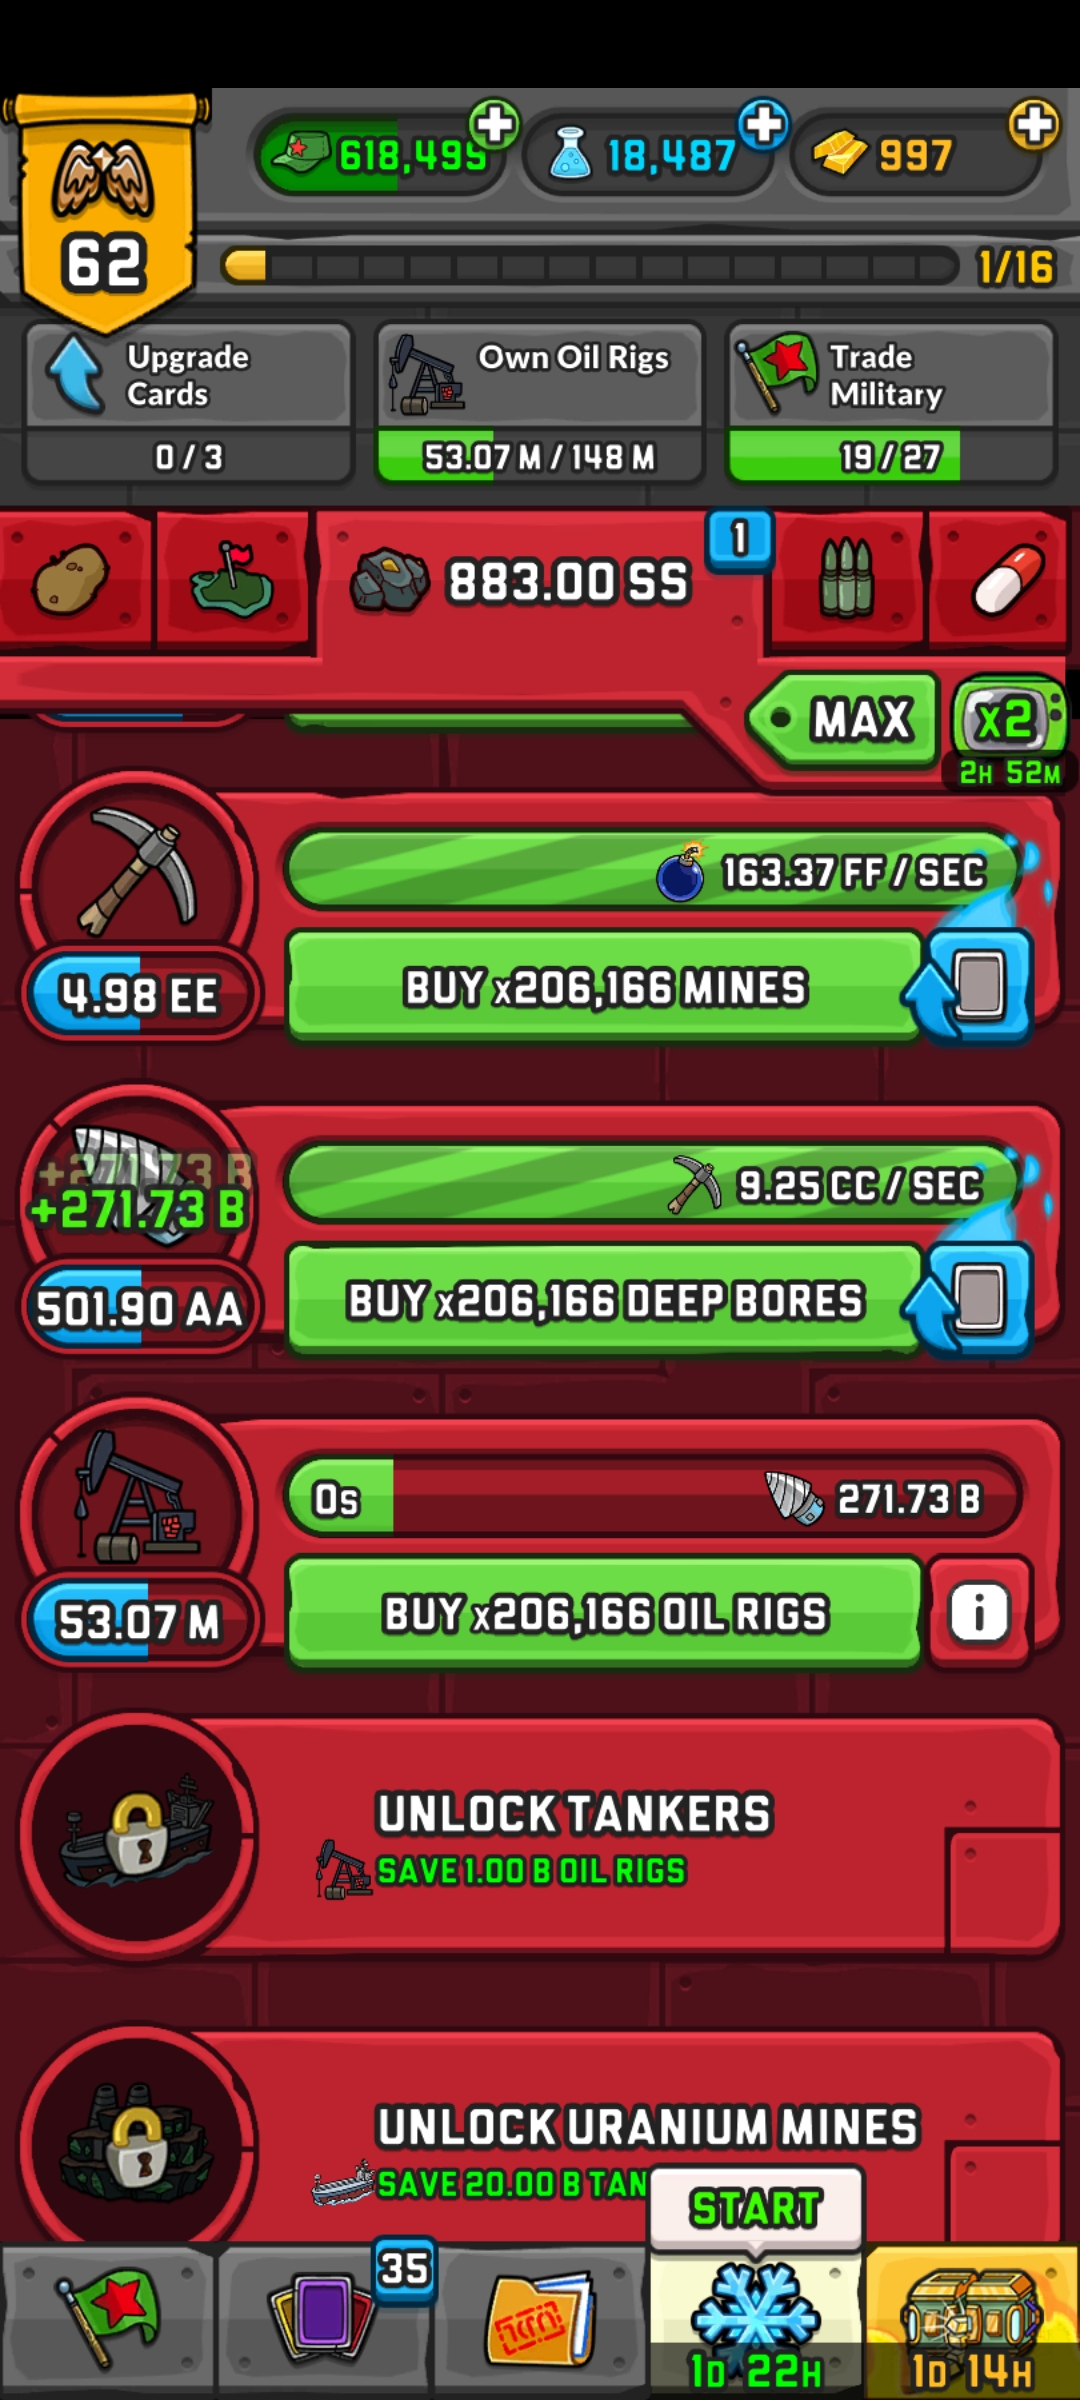 618,499
18,487
997
62
1/16
Upgrade
Cards
0 / 3
Own Oil Rigs
53.07 M / 148 M
Trade
Military
19 / 27
883.00 SS
1
MAX
x2
2H 52M
163.37 FF / SEC
4.98 EE
BUY x206,166 MINES
+271.73 B
+271.73 B
9.25 CC / SEC
501.90 AA
BUY x206,166 DEEP BORES
0s
271.73 B
53.07 M
BUY x206,166 OIL RIGS
i
UNLOCK TANKERS
SAVE 1.00 B OIL RIGS
UNLOCK URANIUM MINES
SAVE 20.00 B TAN
START
35
1D 22H
1D 14H